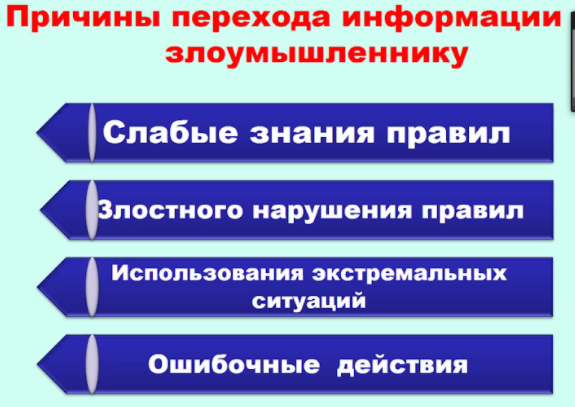 Причины перехода информации
злоумышленнику
Слабые знания правил
Злостного нарушения правил
Использования экстремальных
ситуаций
Ошибочные действия